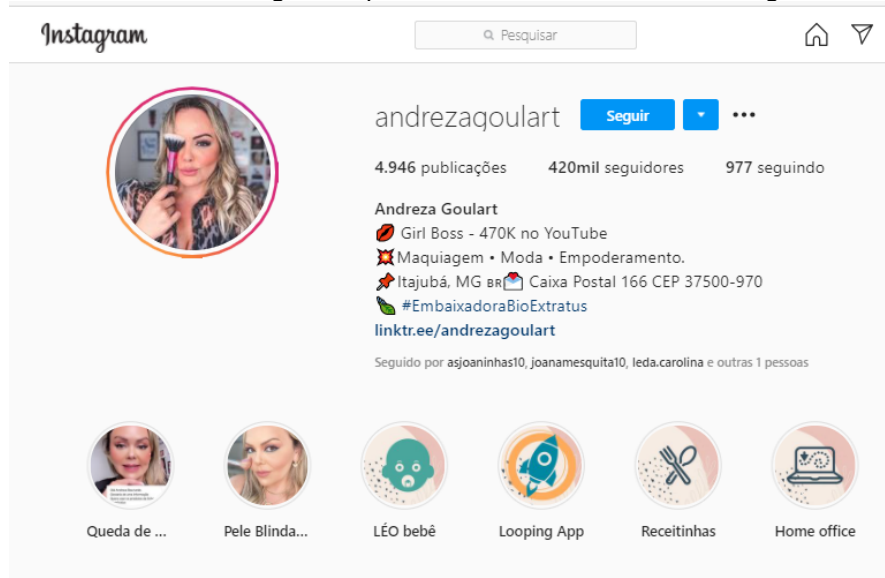 Instagram
Pesquisar
andrezagoulart
Seguir
4.946 publicações 420mil seguidores 977 seguindo
Andreza Goulart
Girl Boss - 470K no YouTube
Maquiagem • Moda • Empoderamento.
Itajubá, MG BR Caixa Postal 166 CEP 37500-970
#EmbaixadoraBioExtratus
linktr.ee/andrezagoulart
Seguido por asjoaninhas10, joanamesquita10, leda.carolina e outras 1 pessoas
Queda de ... Pele Blinda... LÉO bebê Looping App Receitinhas Home office